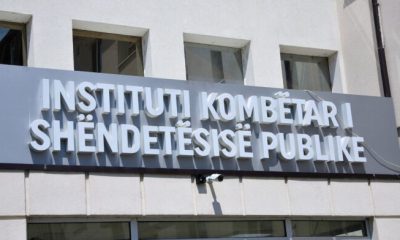 INSTITUTI KOMBËTAR I
SHËNDETËSISË PUBLIKE